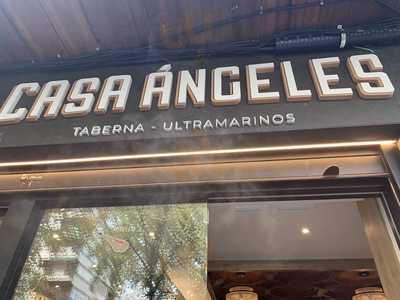 CASA ÁNGELES
TABERNA - ULTRAMARINOS